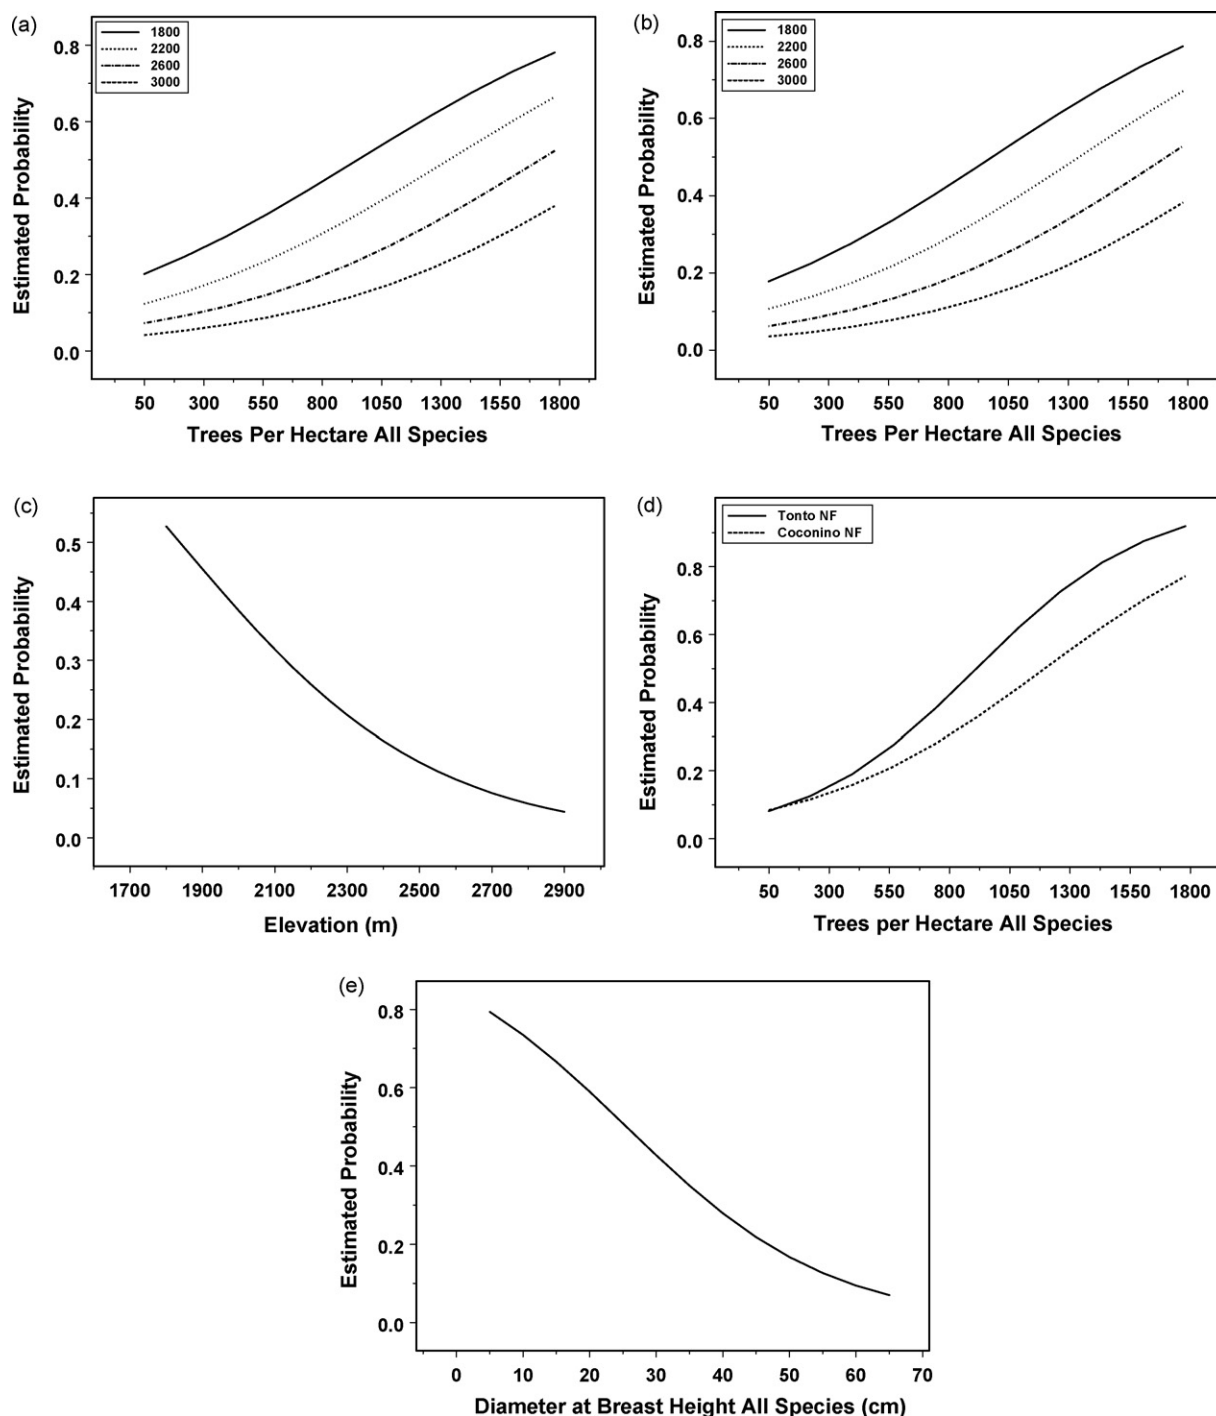 (a)
1800
2200
2600
3000
0.8
0.6
0.4
0.2
0.0
Estimated Probability
50 300 550 800 1050 1300 1550 1800
Trees Per Hectare All Species
(b)
1800
2200
2600
3000
0.8
0.6
0.4
0.2
0.0
Estimated Probability
50 300 550 800 1050 1300 1550 1800
Trees Per Hectare All Species
(c)
0.5
0.4
0.3
0.2
0.1
0.0
Estimated Probability
1700 1900 2100 2300 2500 2700 2900
Elevation (m)
(d)
Tonto NF
Coconino NF
0.8
0.6
0.4
0.2
0.0
Estimated Probability
50 300 550 800 1050 1300 1550 1800
Trees per Hectare All Species
(e)
0.8
0.6
0.4
0.2
0.0
Estimated Probability
0 10 20 30 40 50 60 70
Diameter at Breast Height All Species (cm)